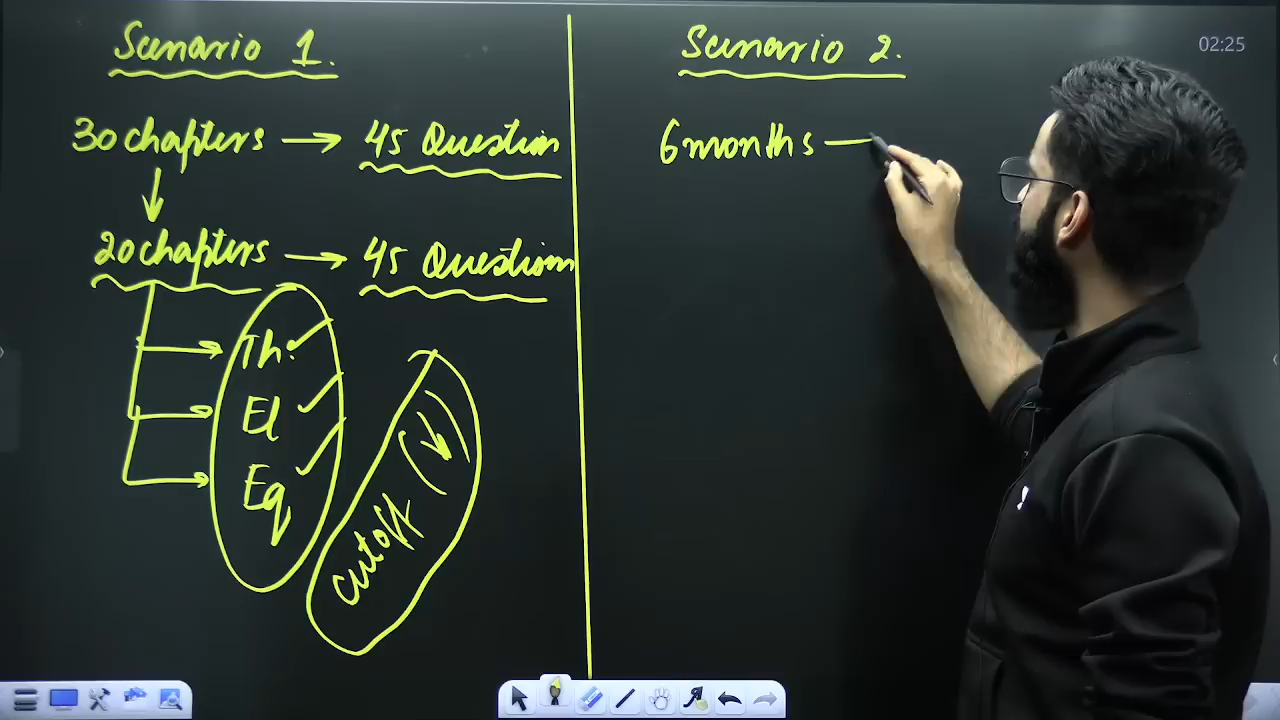 Scenario 1.
30 chapters → 45 Question
20 chapters → 45 Question
Th.
El
Eq
cutoff (↓)
Scenario 2.
6 months
02:25